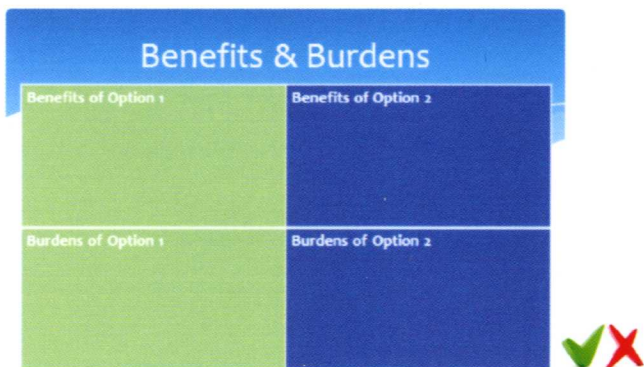 Benefits & Burdens
Benefits of Option 1
Benefits of Option 2
Burdens of Option 1
Burdens of Option 2